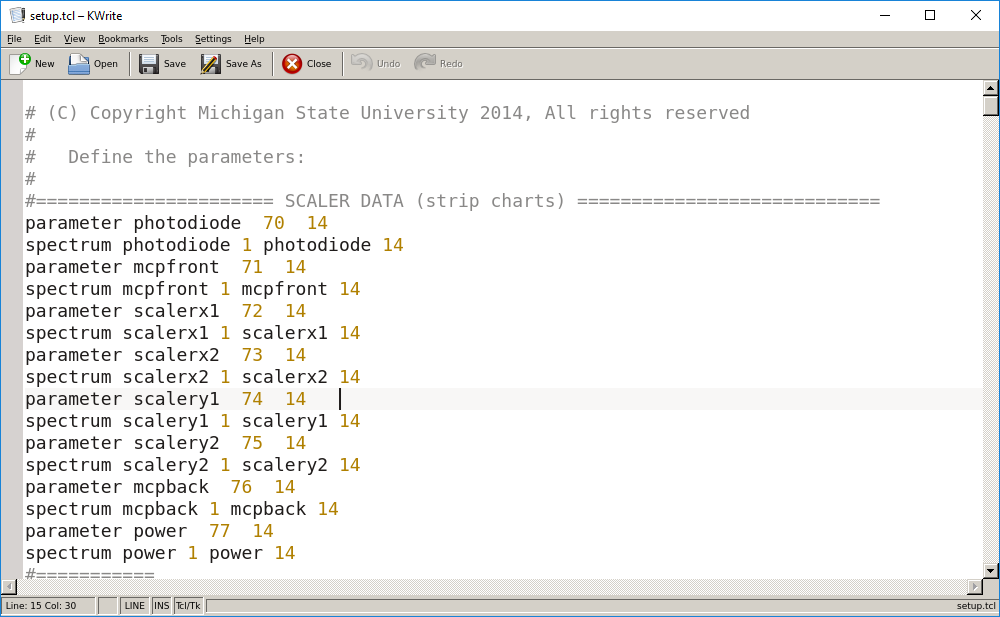 setup.tcl – KWrite
File Edit View Bookmarks Tools Settings Help
New Open Save Save As Close Undo Redo
# (C) Copyright Michigan State University 2014, All rights reserved
#
#   Define the parameters:
#
#====================== SCALER DATA (strip charts) ============================
parameter photodiode  70  14
spectrum photodiode 1 photodiode 14
parameter mcpfront  71  14
spectrum mcpfront 1 mcpfront 14
parameter scalerx1  72  14
spectrum scalerx1 1 scalerx1 14
parameter scalerx2  73  14
spectrum scalerx2 1 scalerx2 14
parameter scalery1  74  14
spectrum scalery1 1 scalery1 14
parameter scalery2  75  14
spectrum scalery2 1 scalery2 14
parameter mcpback  76  14
spectrum mcpback 1 mcpback 14
parameter power  77  14
spectrum power 1 power 14
#===========
Line: 15 Col: 30 LINE INS Tcl/Tk setup.tcl